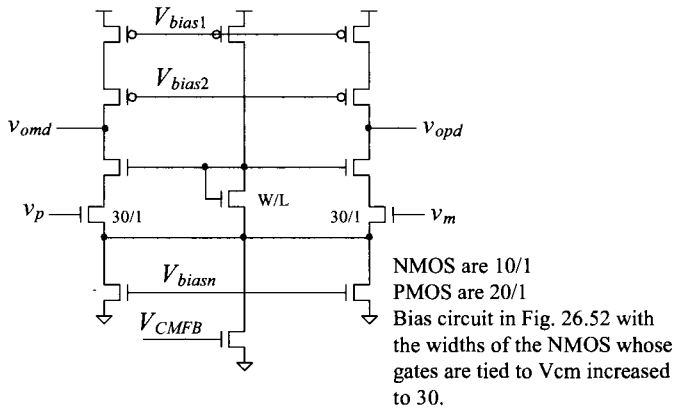 V_bias1
V_bias2
v_omd
v_opd
W/L
v_p
30/1
30/1
v_m
V_biasn
V_CMFB
NMOS are 10/1
PMOS are 20/1
Bias circuit in Fig. 26.52 with
the widths of the NMOS whose
gates are tied to Vcm increased
to 30.